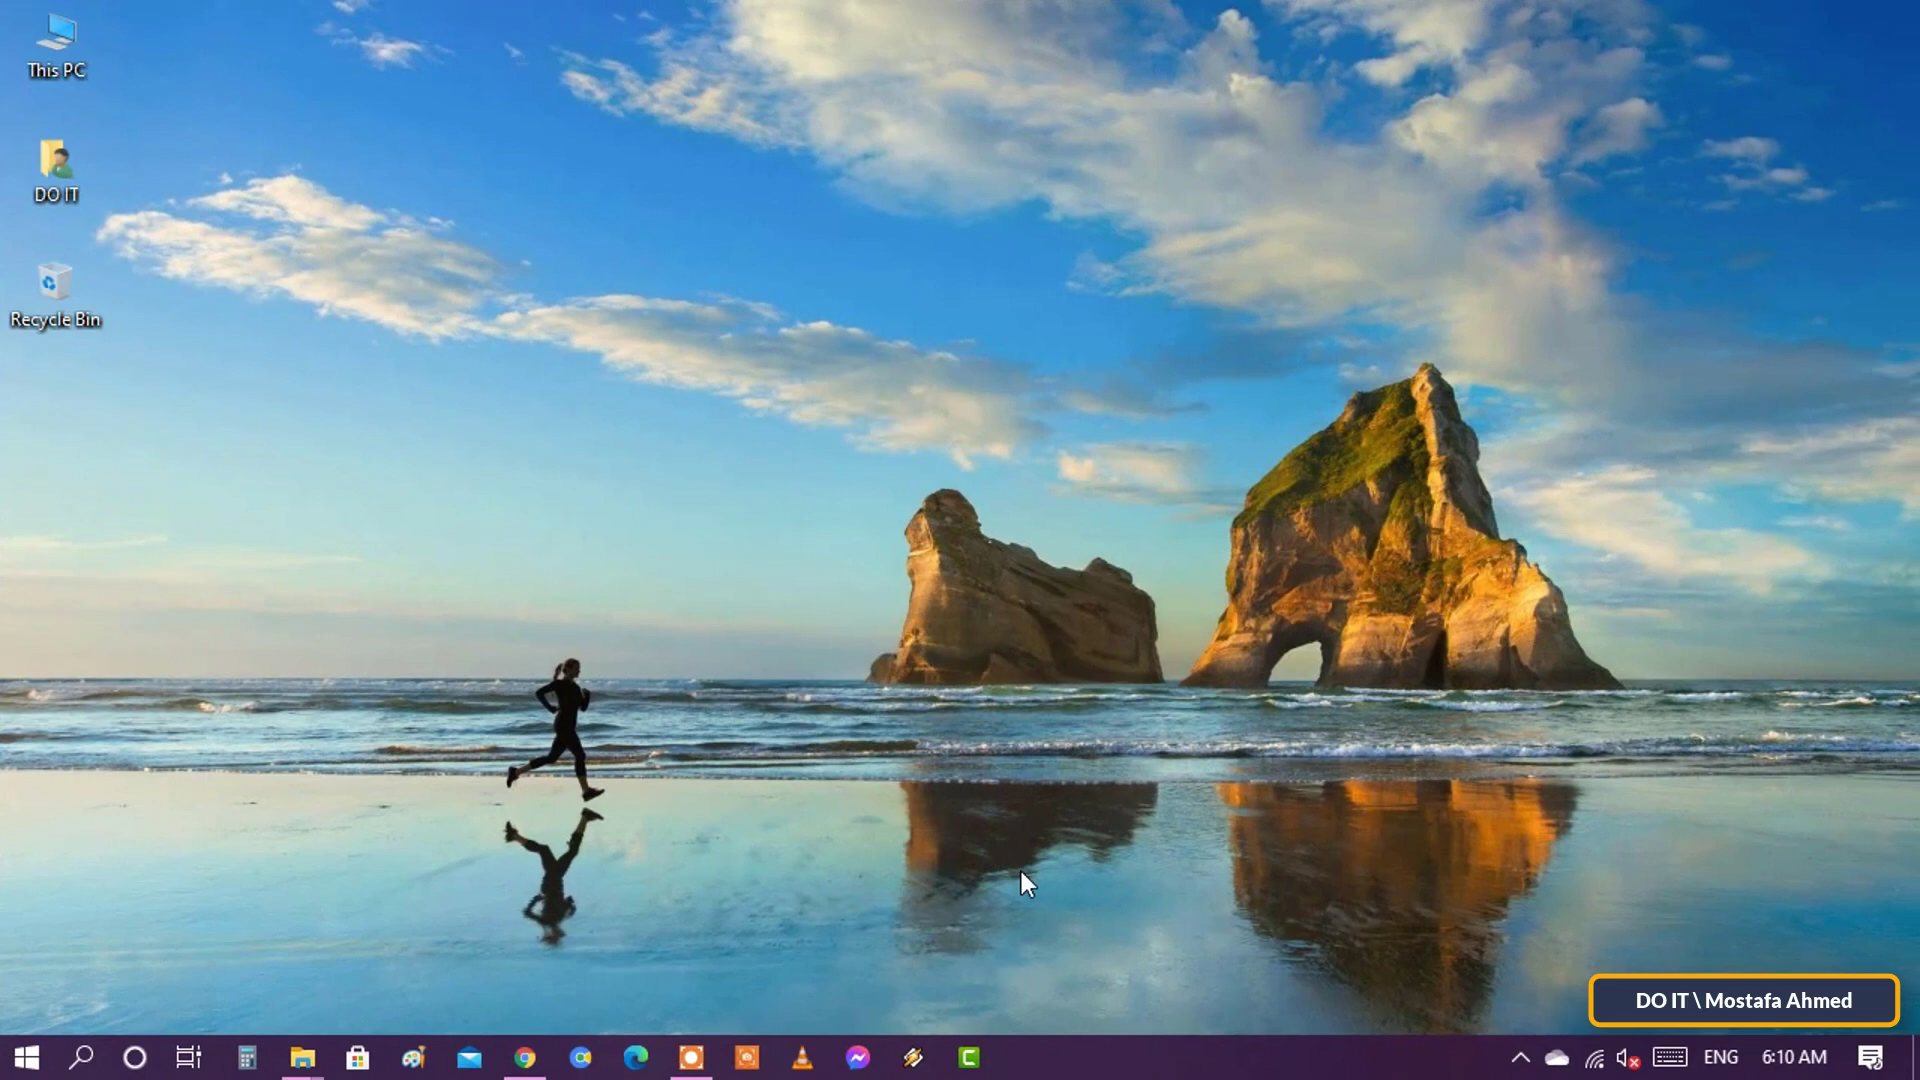 This PC
DO IT
Recycle Bin
DO IT \ Mostafa Ahmed
ENG
6:10 AM